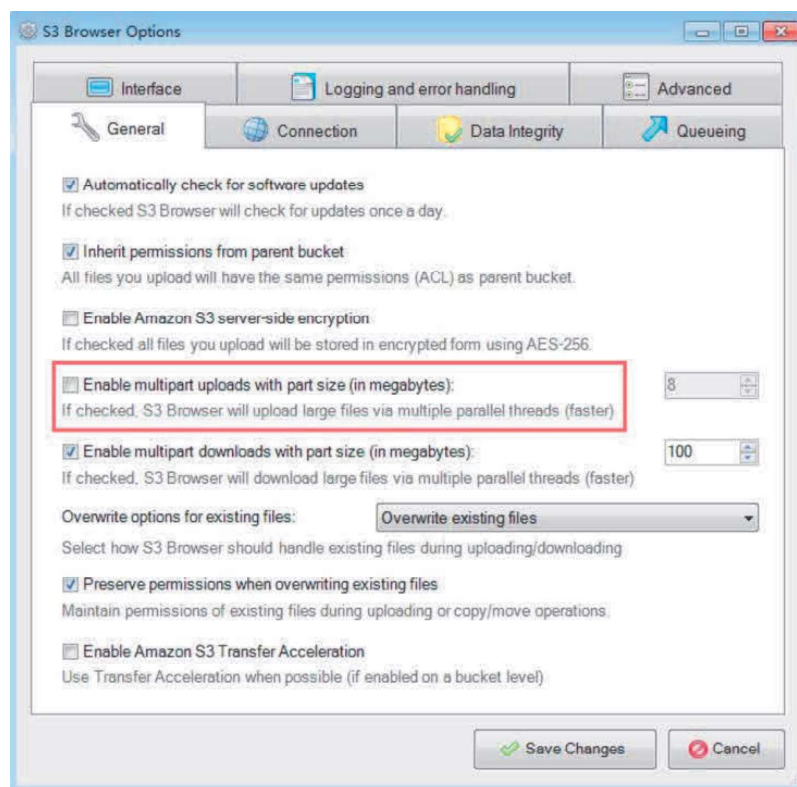 S3 Browser Options
Interface
Logging and error handling
Advanced
General
Connection
Data Integrity
Queueing
Automatically check for software updates
If checked S3 Browser will check for updates once a day.
Inherit permissions from parent bucket
All files you upload will have the same permissions (ACL) as parent bucket.
Enable Amazon S3 server-side encryption
If checked all files you upload will be stored in encrypted form using AES-256.
Enable multipart uploads with part size (in megabytes): 8
If checked, S3 Browser will upload large files via multiple parallel threads (faster)
Enable multipart downloads with part size (in megabytes): 100
If checked, S3 Browser will download large files via multiple parallel threads (faster)
Overwrite options for existing files: Overwrite existing files
Select how S3 Browser should handle existing files during uploading/downloading
Preserve permissions when overwriting existing files
Maintain permissions of existing files during uploading or copy/move operations.
Enable Amazon S3 Transfer Acceleration
Use Transfer Acceleration when possible (if enabled on a bucket level)
Save Changes
Cancel